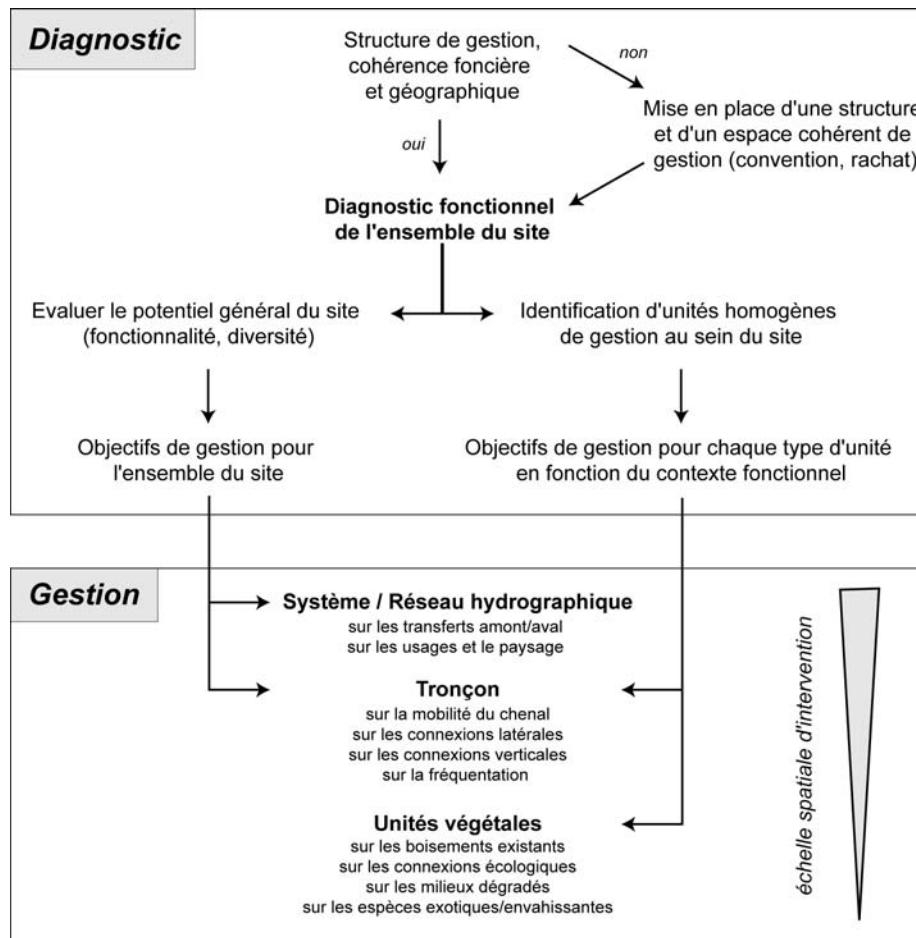 Diagnostic
Structure de gestion,
cohérence foncière
et géographique
non
oui
Mise en place d'une structure
et d'un espace cohérent de
gestion (convention, rachat)
Diagnostic fonctionnel
de l'ensemble du site
Evaluer le potentiel général du site
(fonctionnalité, diversité)
Identification d'unités homogènes
de gestion au sein du site
Objectifs de gestion pour
l'ensemble du site
Objectifs de gestion pour chaque type d'unité
en fonction du contexte fonctionnel
Gestion
Système / Réseau hydrographique
sur les transferts amont/aval
sur les usages et le paysage
Tronçon
sur la mobilité du chenal
sur les connexions latérales
sur les connexions verticales
sur la fréquentation
Unités végétales
sur les boisements existants
sur les connexions écologiques
sur les milieux dégradés
sur les espèces exotiques/envahissantes
échelle spatiale d'intervention